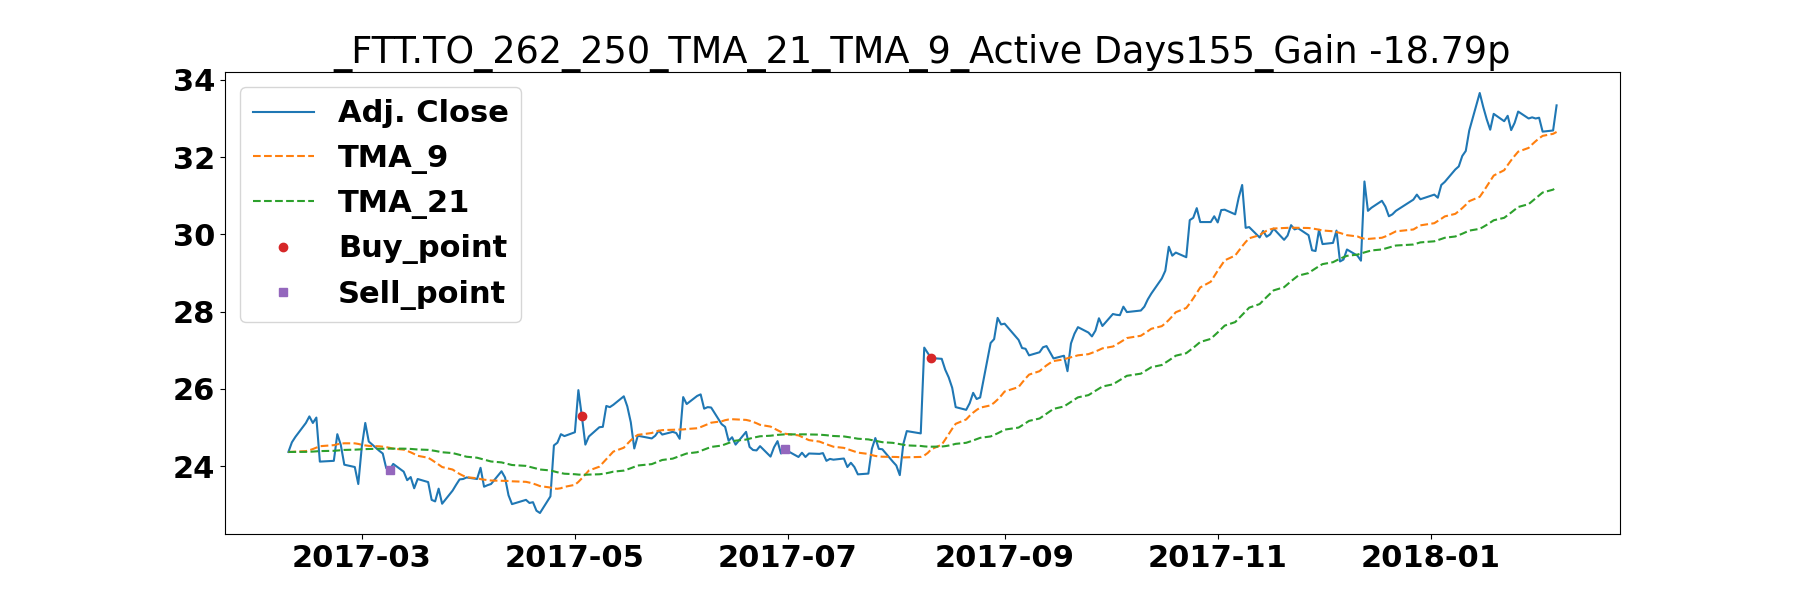 _FTT.TO_262_250_TMA_21_TMA_9_Active Days155_Gain -18.79p
34
32
30
28
26
24
Adj. Close
TMA_9
TMA_21
Buy_point
Sell_point
2017-03 2017-05 2017-07 2017-09 2017-11 2018-01